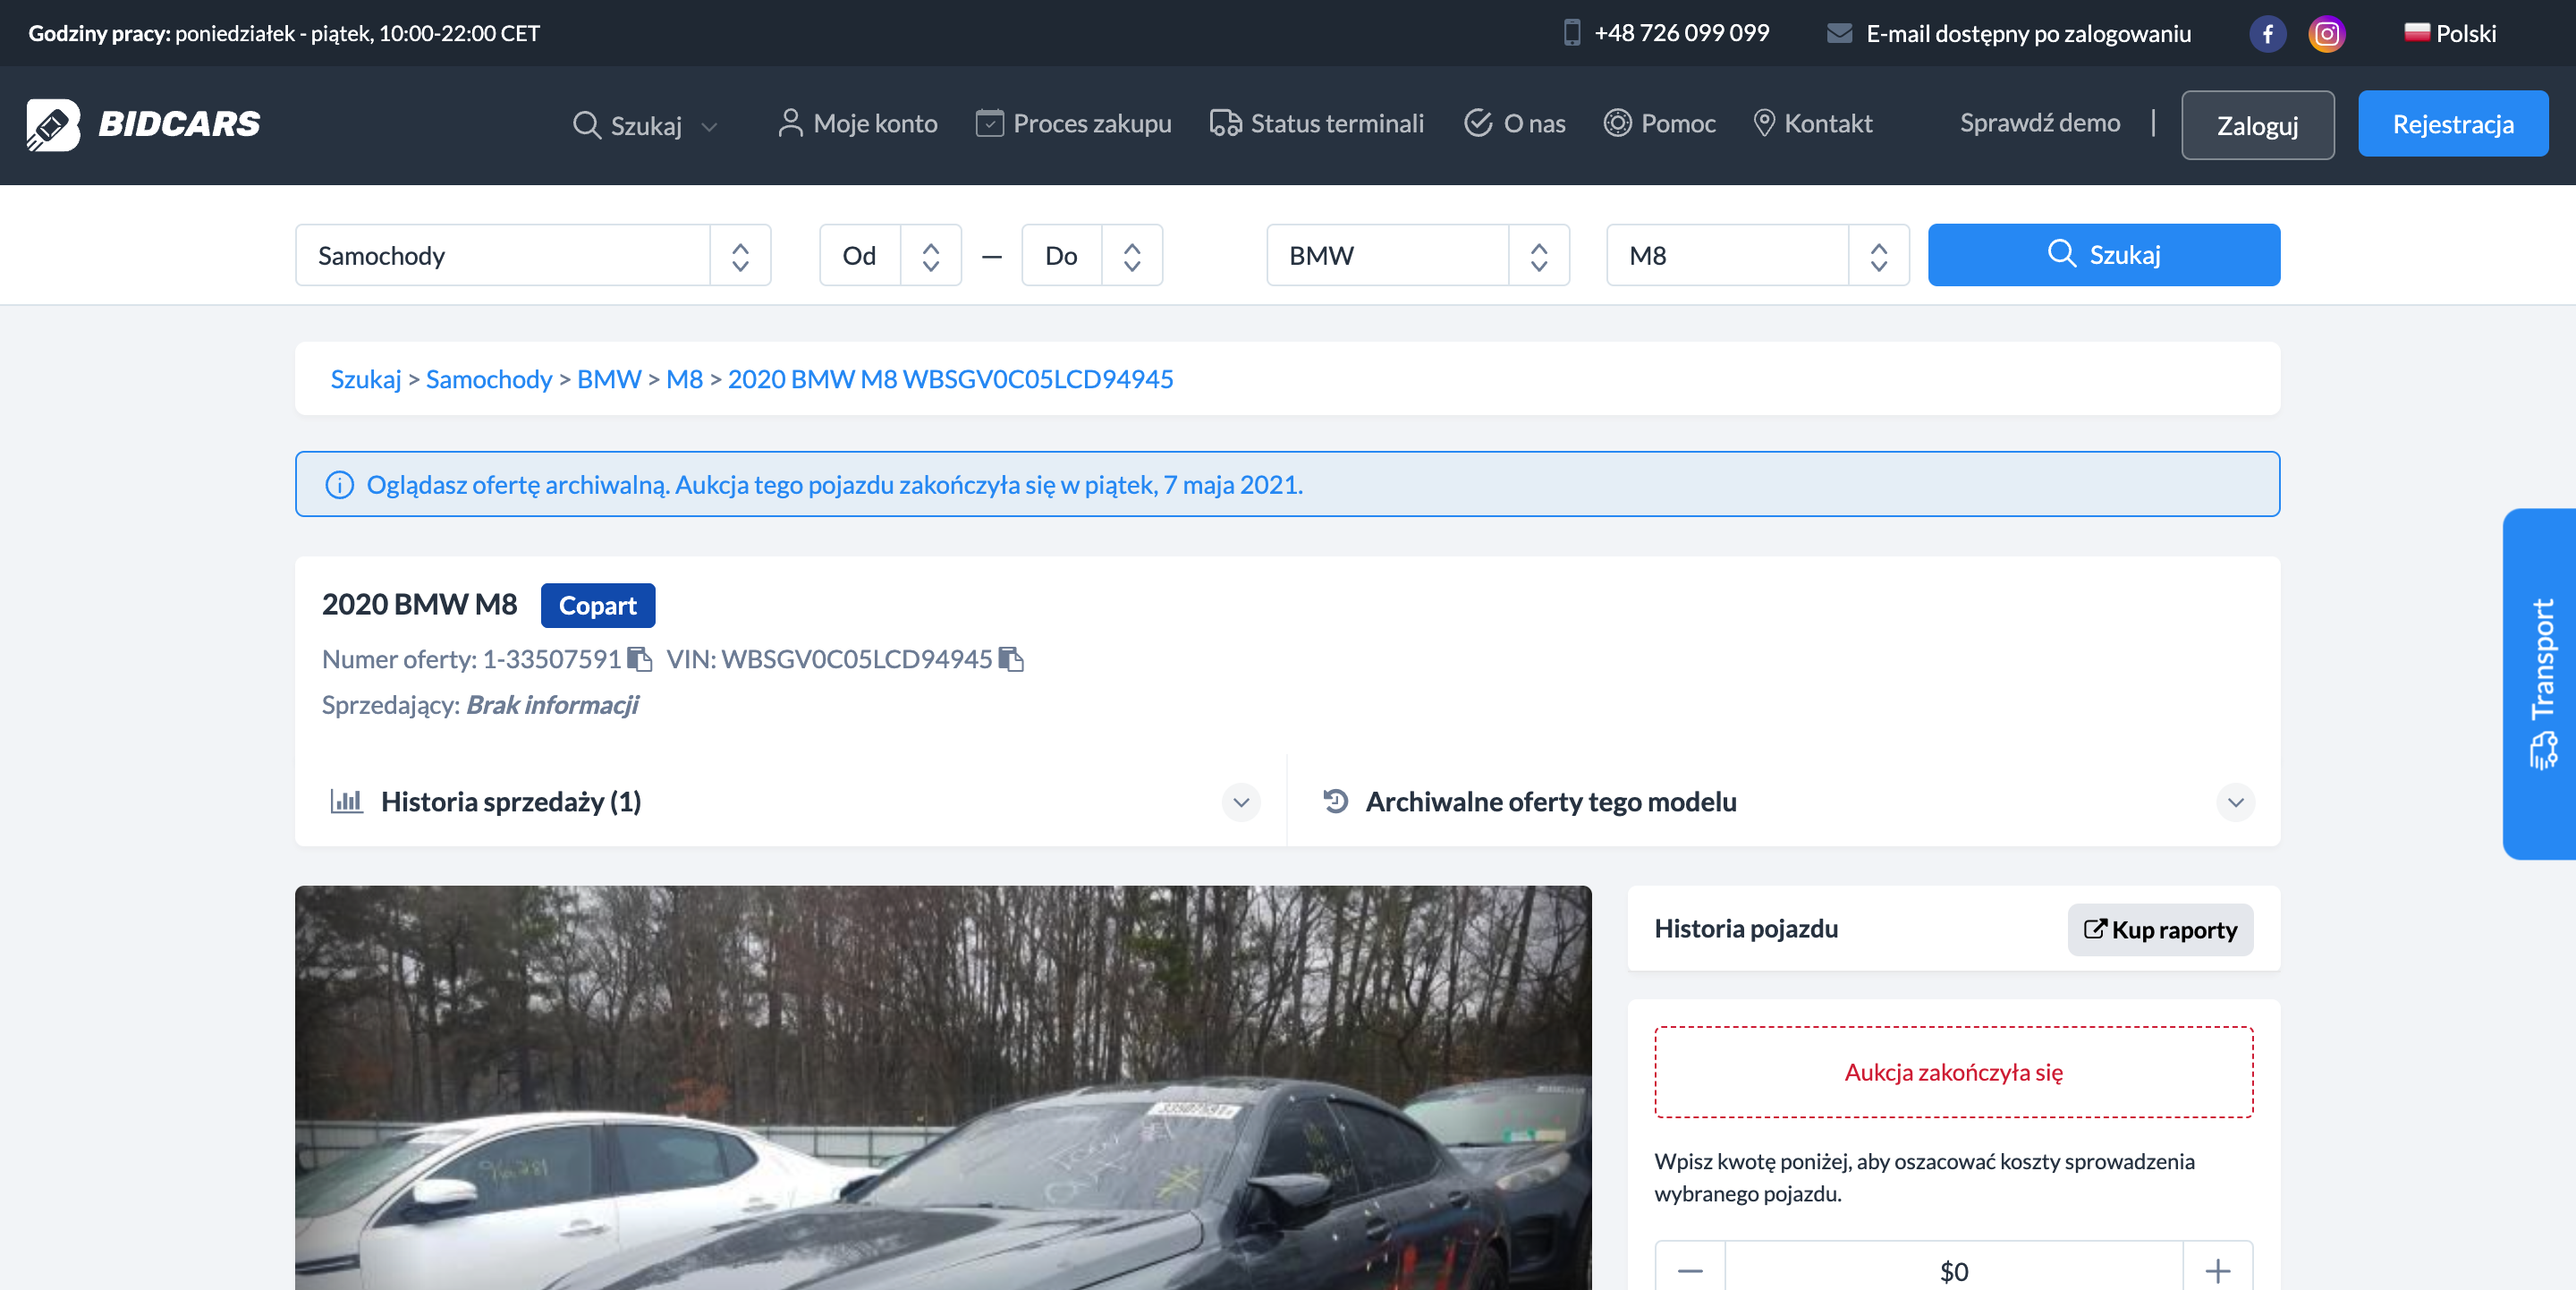 Godziny pracy: poniedziałek - piątek, 10:00-22:00 CET
+48 726 099 099
E-mail dostępny po zalogowaniu
Polski
BIDCARS
Szukaj
Moje konto
Proces zakupu
Status terminali
O nas
Pomoc
Kontakt
Sprawdź demo
Zaloguj
Rejestracja
Samochody
Od
—
Do
BMW
M8
Szukaj
Szukaj > Samochody > BMW > M8 > 2020 BMW M8 WBSGV0C05LCD94945
Oglądasz ofertę archiwalną. Aukcja tego pojazdu zakończyła się w piątek, 7 maja 2021.
2020 BMW M8 Copart
Numer oferty: 1-33507591 VIN: WBSGV0C05LCD94945
Sprzedający: Brak informacji
Historia sprzedaży (1)
Archiwalne oferty tego modelu
Transport
Historia pojazdu
Kup raporty
Aukcja zakończyła się
Wpisz kwotę poniżej, aby oszacować koszty sprowadzenia
wybranego pojazdu.
$0
33507591